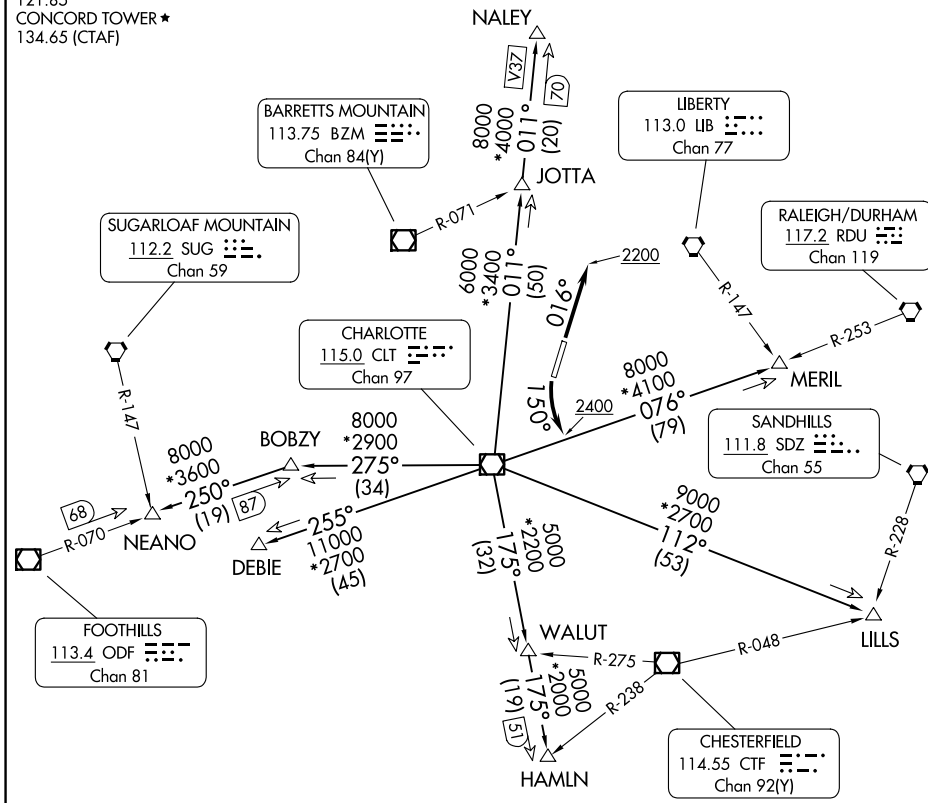 CONCORD TOWER ★
134.65 (CTAF)
NALEY
V37
70
8000
*4000
011°
(20)
BARRETTS MOUNTAIN
113.75 BZM
Chan 84(Y)
LIBERTY
113.0 LIB
Chan 77
JOTTA
R-071
SUGARLOAF MOUNTAIN
112.2 SUG
Chan 59
RALEIGH/DURHAM
117.2 RDU
Chan 119
6000
*3400
011°
(50)
2200
016°
R-147
R-253
CHARLOTTE
115.0 CLT
Chan 97
R-147
MERIL
8000
*4100
076°
(79)
150°
2400
SANDHILLS
111.8 SDZ
Chan 55
BOBZY
8000
*2900
275°
(34)
8000
*3600
250°
(19)
87
68
R-070
NEANO
255°
11000
*2700
(45)
DEBIE
5000
*2200
175°
(32)
9000
*2700
112°
(53)
R-228
LILLS
FOOTHILLS
113.4 ODF
Chan 81
WALUT
R-275
R-048
R-238
5000
*2000
175°
(19)
51
HAMLN
CHESTERFIELD
114.55 CTF
Chan 92(Y)